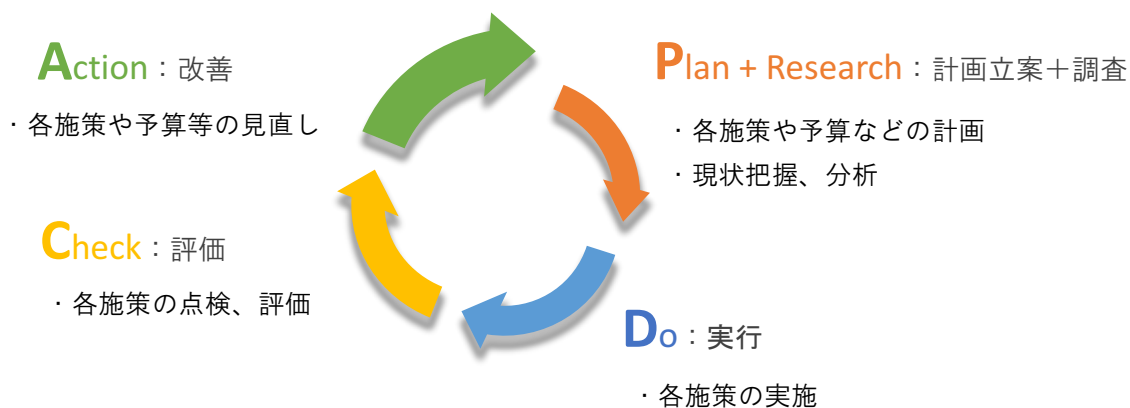 Action：改善
・各施策や予算等の見直し
Plan + Research：計画立案＋調査
・各施策や予算などの計画
・現状把握、分析
Check：評価
・各施策の点検、評価
Do：実行
・各施策の実施